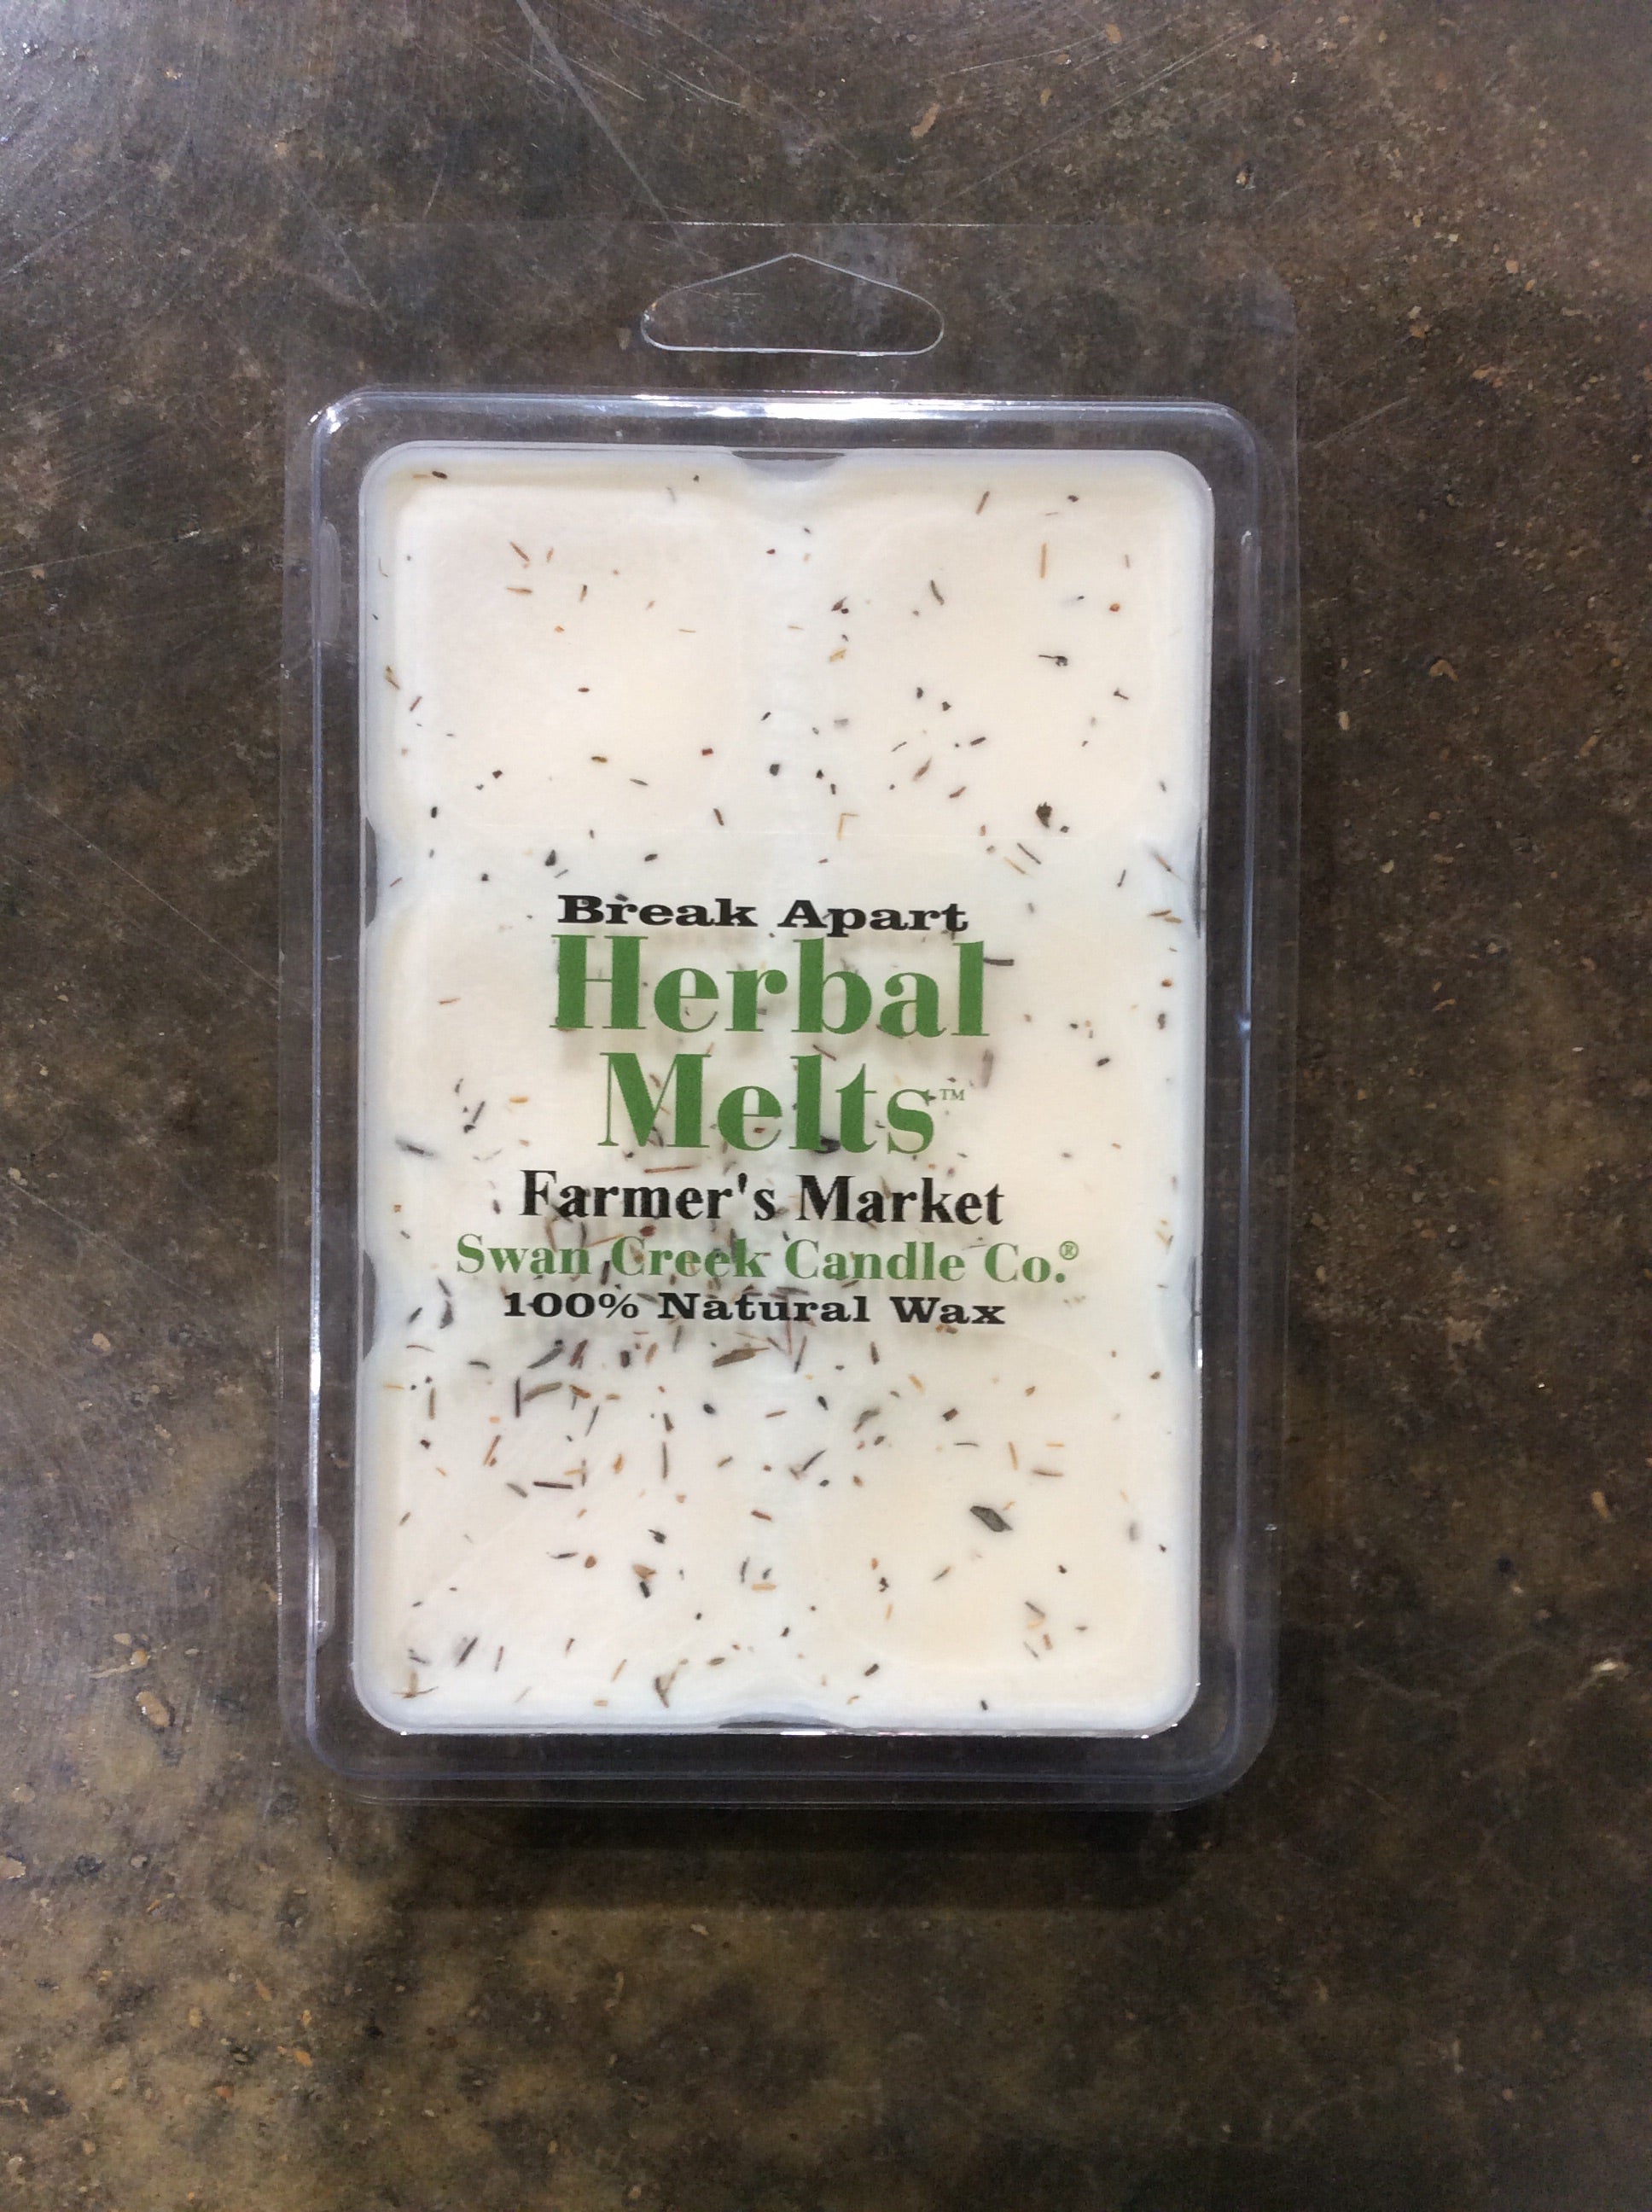 Break Apart
Herbal
Melts™
Farmer's Market
Swan Creek Candle Co.®
100% Natural Wax